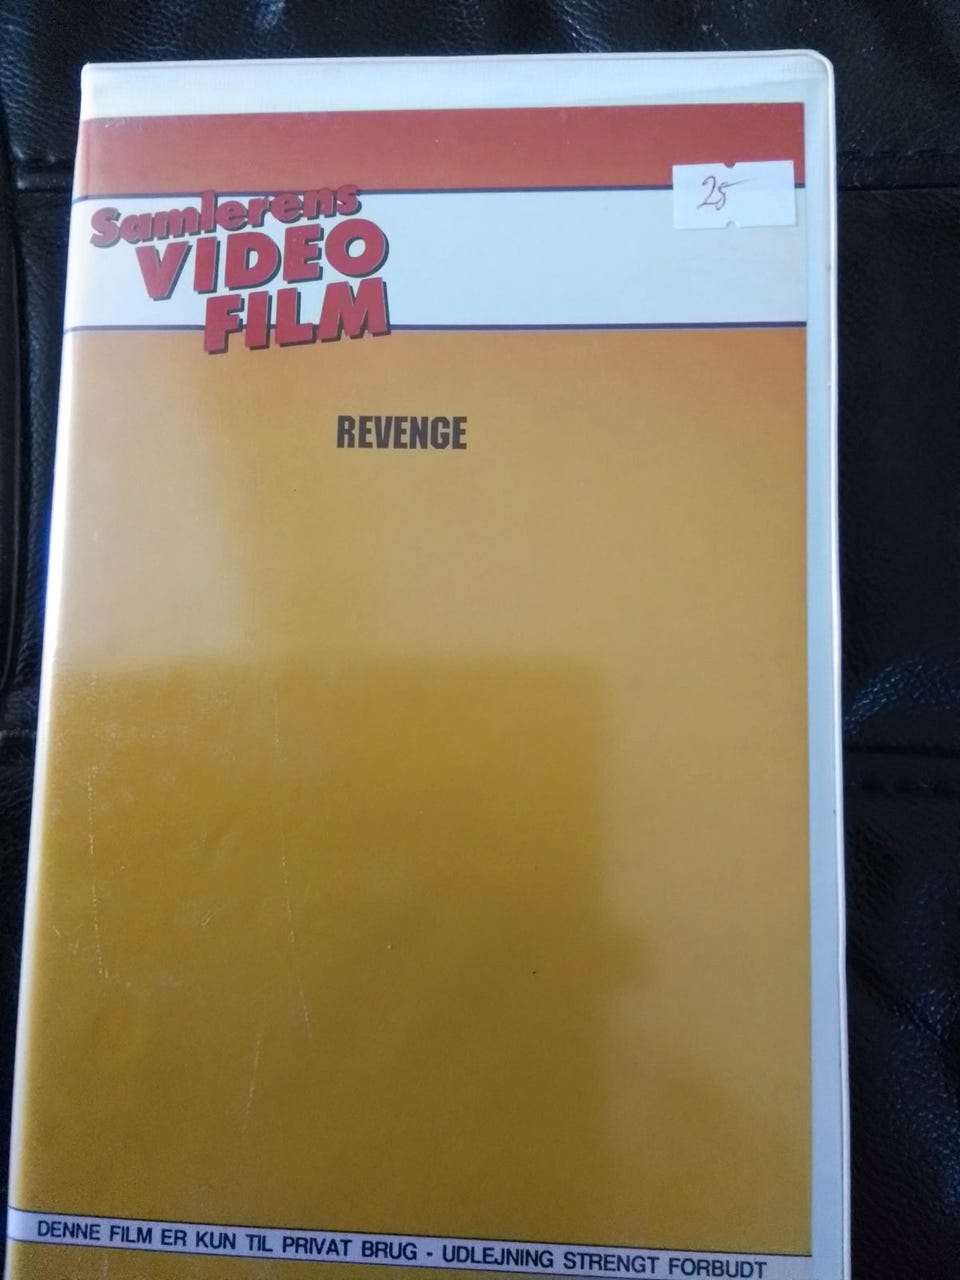 25
Samlerens
VIDEO
FILM
REVENGE
DENNE FILM ER KUN TIL PRIVAT BRUG - UDLEJNING STRENGT FORBUDT